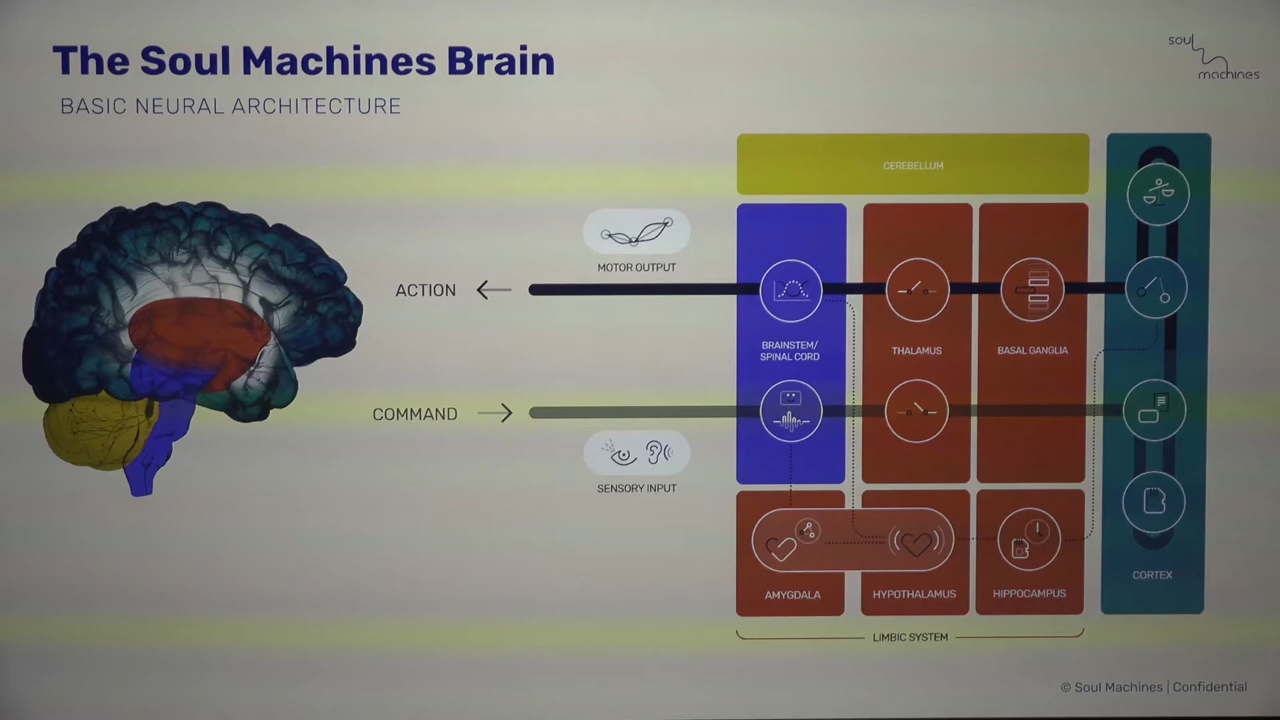 The Soul Machines Brain
BASIC NEURAL ARCHITECTURE
soul
machines
CEREBELLUM
MOTOR OUTPUT
ACTION
BRAINSTEM/
SPINAL CORD
THALAMUS
BASAL GANGLIA
COMMAND
SENSORY INPUT
CORTEX
AMYGDALA
HYPOTHALAMUS
HIPPOCAMPUS
LIMBIC SYSTEM
© Soul Machines | Confidential